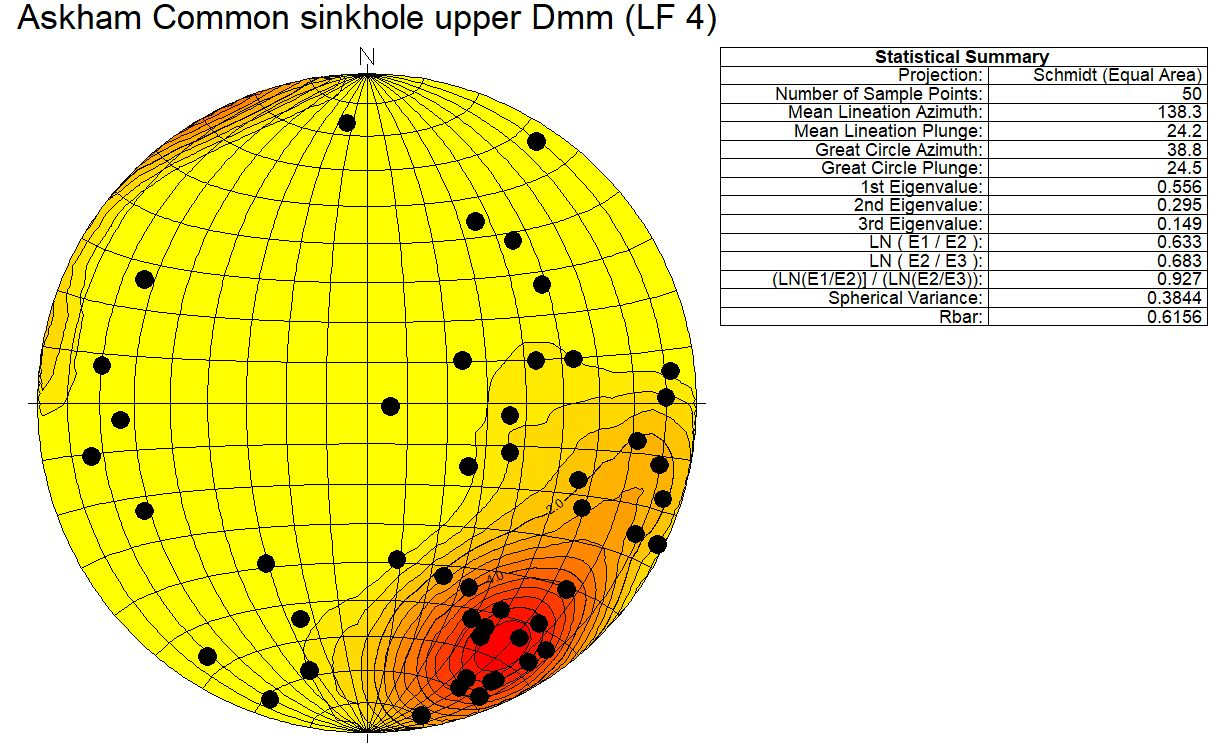 Askham Common sinkhole upper Dmm (LF 4)
N
2.0
4.0
Statistical Summary
Projection: Schmidt (Equal Area)
Number of Sample Points: 50
Mean Lineation Azimuth: 138.3
Mean Lineation Plunge: 24.2
Great Circle Azimuth: 38.8
Great Circle Plunge: 24.5
1st Eigenvalue: 0.556
2nd Eigenvalue: 0.295
3rd Eigenvalue: 0.149
LN ( E1 / E2 ): 0.633
LN ( E2 / E3 ): 0.683
(LN(E1/E2)] / (LN(E2/E3)): 0.927
Spherical Variance: 0.3844
Rbar: 0.6156